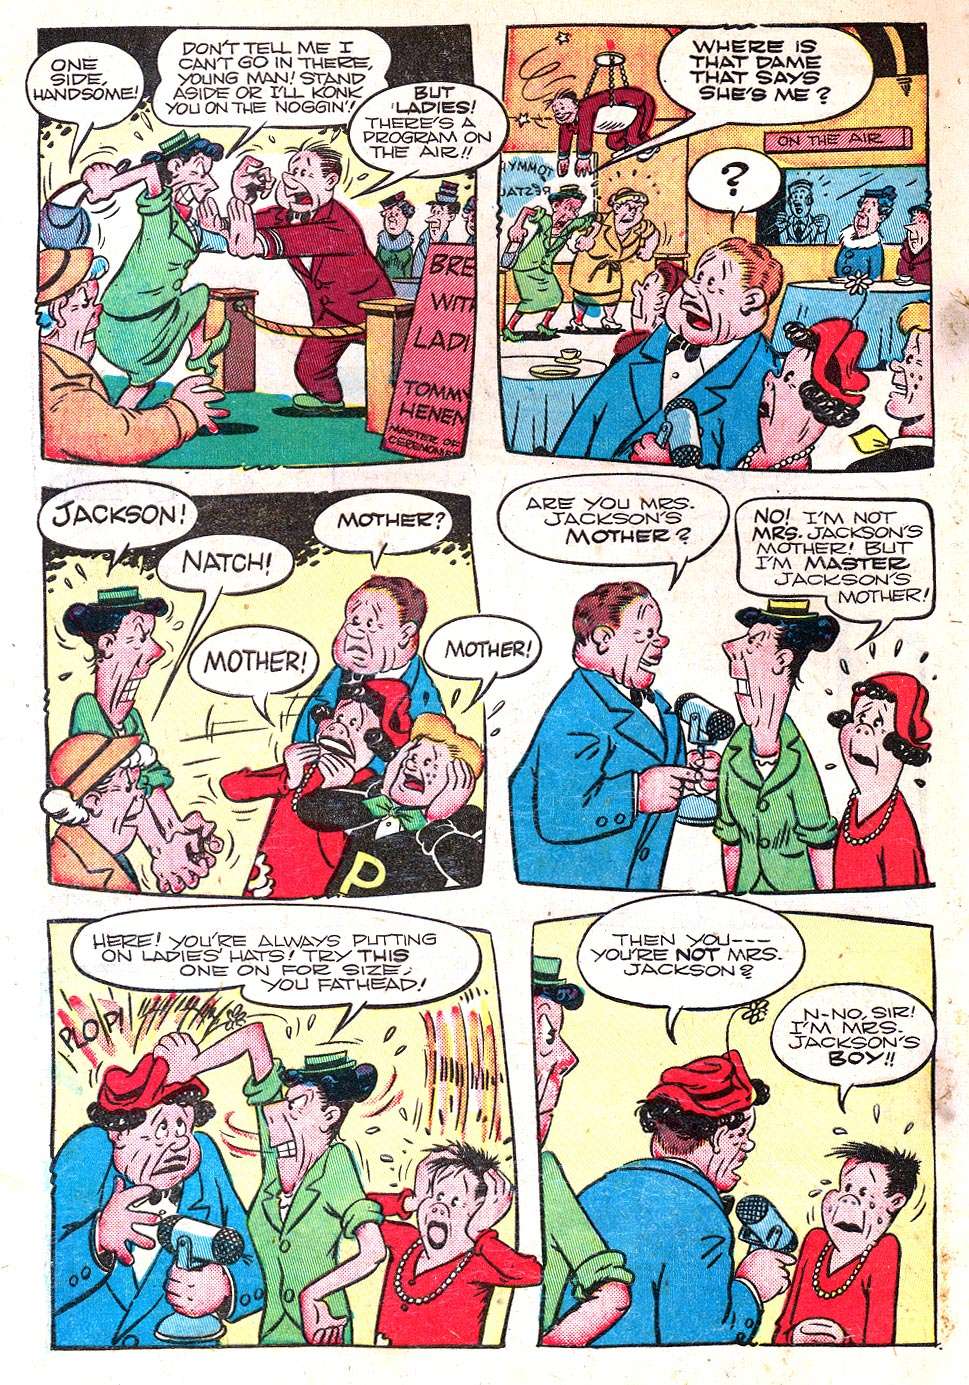 ONE
SIDE,
HANDSOME!
DON'T TELL ME I
CAN'T GO IN THERE,
YOUNG MAN! STAND
ASIDE OR I'LL KONK
YOU ON THE NOGGIN'!
BUT
LADIES!
THERE'S A
PROGRAM ON
THE AIR!!
BRE
WITH
LADI
TOMMY
HENEN
MASTER OF
CEREMONIES
WHERE IS
THAT DAME
THAT SAYS
SHE'S ME?
ON THE AIR
TOMMY
?
JACKSON!
NATCH!
MOTHER?
MOTHER!
MOTHER!
P
ARE YOU MRS.
JACKSON'S
MOTHER?
NO! I'M NOT
MRS. JACKSON'S
MOTHER! BUT
I'M MASTER
JACKSON'S
MOTHER!
HERE! YOU'RE ALWAYS PUTTING
ON LADIES' HATS! TRY THIS
ONE ON FOR SIZE,
YOU FATHEAD!
PLOP!
THEN YOU----
YOU'RE NOT MRS.
JACKSON?
N-NO, SIR!
I'M MRS.
JACKSON'S
BOY!!